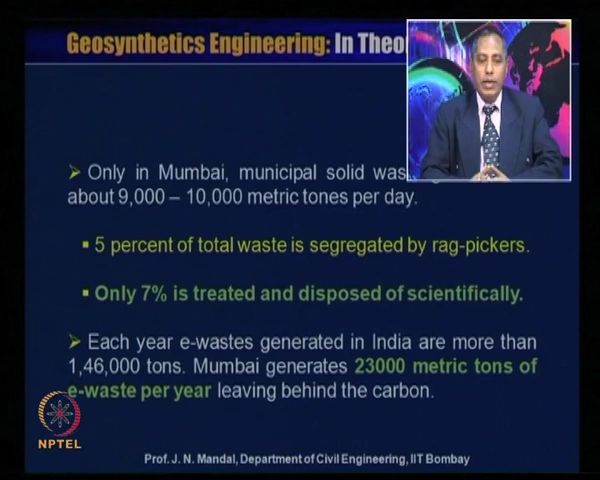 Geosynthetics Engineering: In Theo
➤ Only in Mumbai, municipal solid was
about 9,000 – 10,000 metric tones per day.
▪ 5 percent of total waste is segregated by rag-pickers.
▪ Only 7% is treated and disposed of scientifically.
➤ Each year e-wastes generated in India are more than
1,46,000 tons. Mumbai generates 23000 metric tons of
e-waste per year leaving behind the carbon.
NPTEL
Prof. J. N. Mandal, Department of Civil Engineering, IIT Bombay